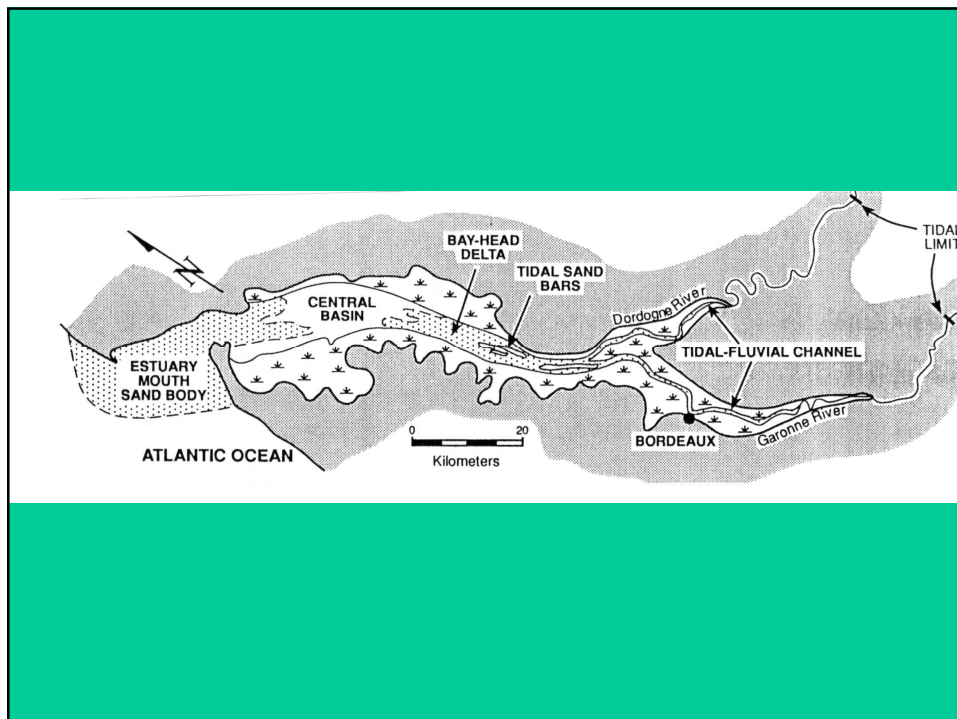 TIDAL
LIMIT
BAY-HEAD
DELTA
TIDAL SAND
BARS
N
CENTRAL
BASIN
Dordogne River
TIDAL-FLUVIAL CHANNEL
ESTUARY
MOUTH
SAND BODY
Garonne River
BORDEAUX
0 20
Kilometers
ATLANTIC OCEAN